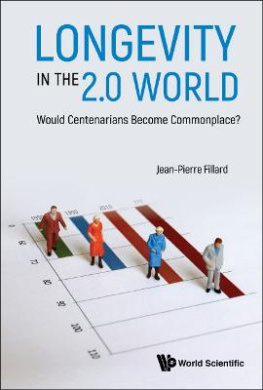 LONGEVITY
IN THE 2.0 WORLD
Would Centenarians Become Commonplace?
Jean-Pierre Fillard
World Scientific